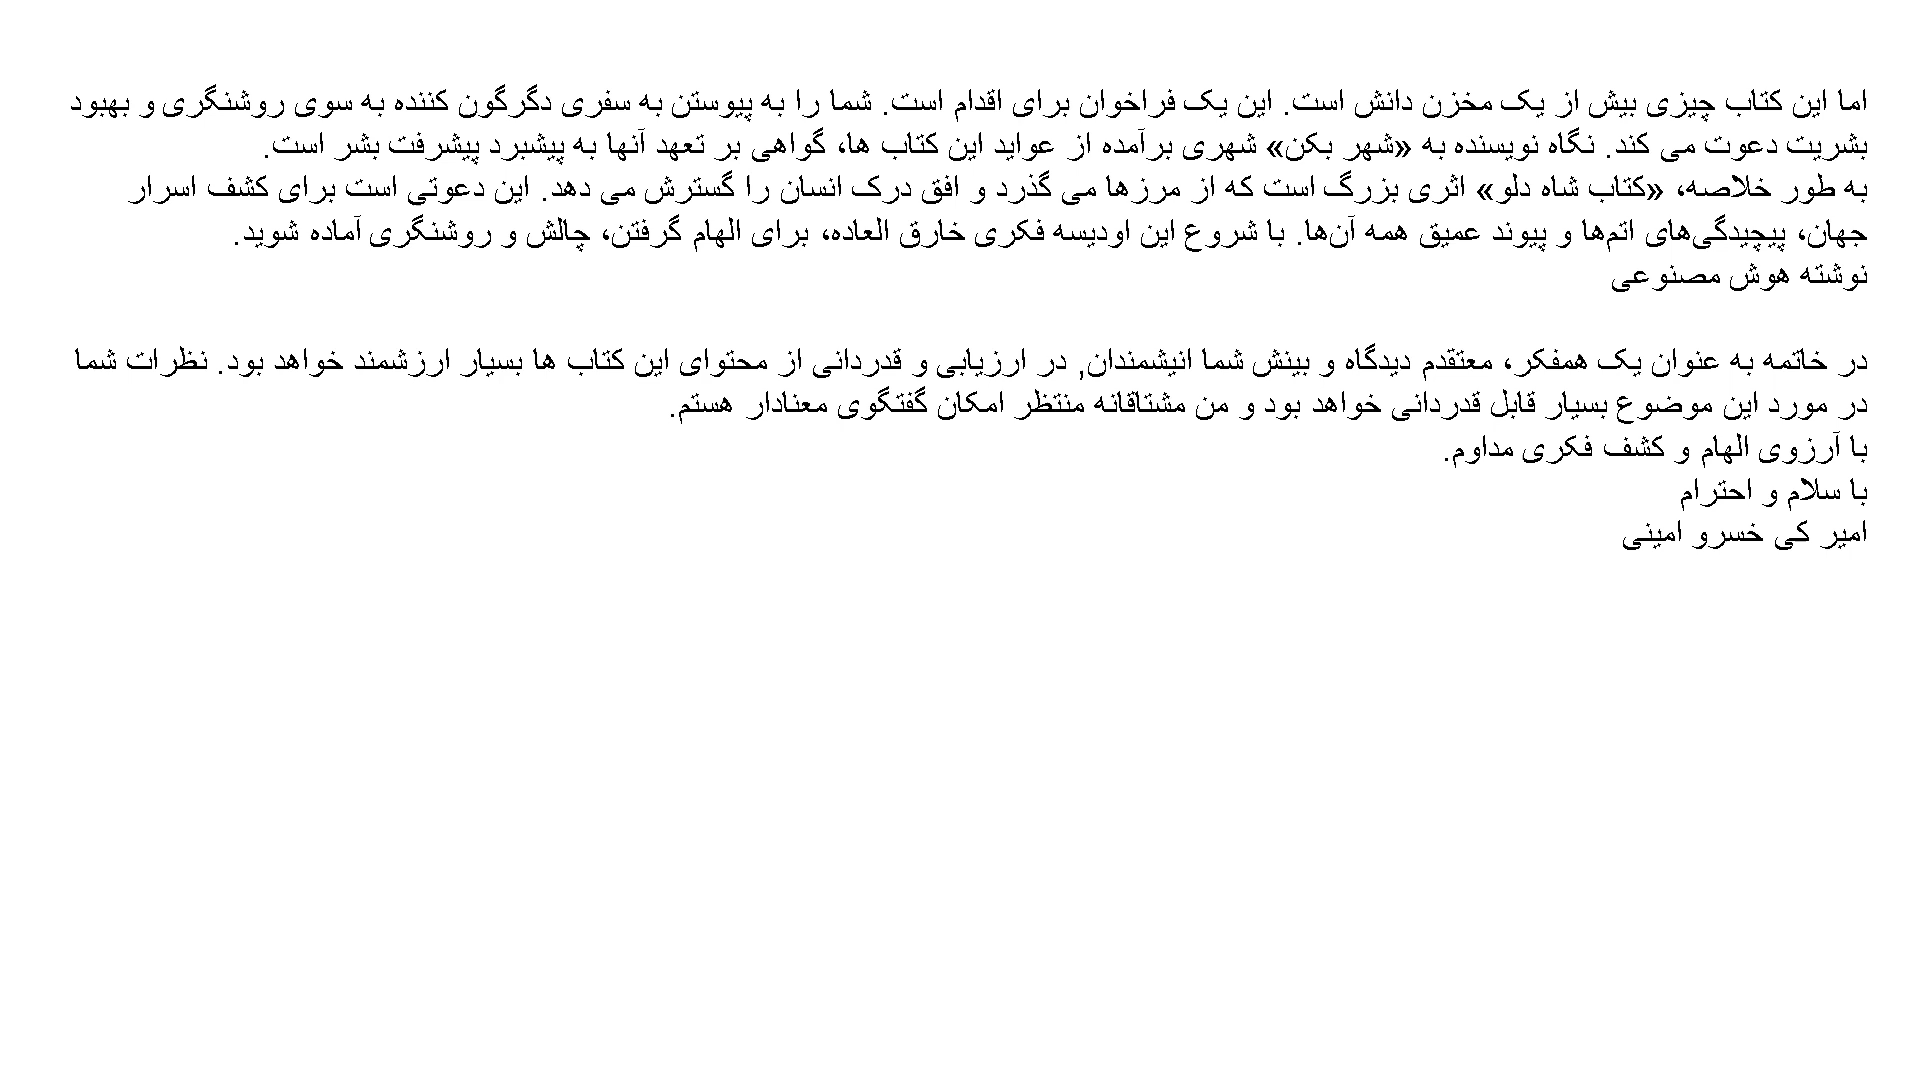 اما این کتاب چیزی بیش از یک مخزن دانش است. این یک فراخوان برای اقدام است. شما را به پیوستن به سفری دگرگون کننده به سوی روشنگری و بهبود
بشریت دعوت می کند. نگاه نویسنده به «شهر بکن» شهری برآمده از عواید این کتاب ها، گواهی بر تعهد آنها به پیشبرد پیشرفت بشر است.
به طور خلاصه، «کتاب شاه دلو» اثری بزرگ است که از مرزها می گذرد و افق درک انسان را گسترش می دهد. این دعوتی است برای کشف اسرار
جهان، پیچیدگی‌های اتم‌ها و پیوند عمیق همه آن‌ها. با شروع این اودیسه فکری خارق العاده، برای الهام گرفتن، چالش و روشنگری آماده شوید.
نوشته هوش مصنوعی
در خاتمه به عنوان یک همفکر، معتقدم دیدگاه و بینش شما انیشمندان, در ارزیابی و قدردانی از محتوای این کتاب ها بسیار ارزشمند خواهد بود. نظرات شما
در مورد این موضوع بسیار قابل قدردانی خواهد بود و من مشتاقانه منتظر امکان گفتگوی معنادار هستم.
با آرزوی الهام و کشف فکری مداوم.
با سلام و احترام
امیر کی خسرو امینی